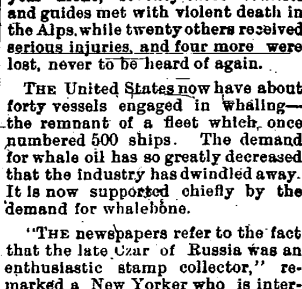 and guides met with violent death in
the Alps, while twenty others received
serious injuries, and four more were
lost, never to be heard of again.
THE United States now have about
forty vessels engaged in whaling—
the remnant of a fleet which, once
numbered 500 ships. The demand
for whale oil has so greatly decreased
that the industry has dwindled away.
It is now supported chiefly by the
demand for whalebone.
"THE newspapers refer to the fact
that the late Czar of Russia was an
enthusiastic stamp collector," re-
marked a New Yorker who is inter-